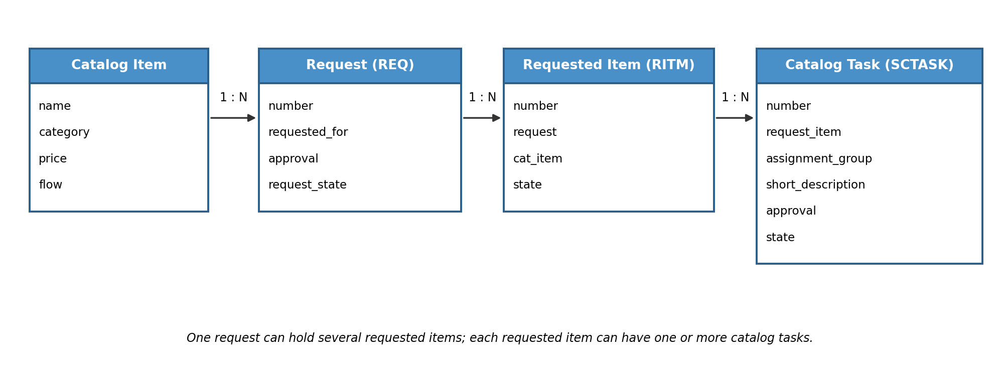 Catalog Item
name
category
price
flow
1 : N
Request (REQ)
number
requested_for
approval
request_state
1 : N
Requested Item (RITM)
number
request
cat_item
state
1 : N
Catalog Task (SCTASK)
number
request_item
assignment_group
short_description
approval
state
One request can hold several requested items; each requested item can have one or more catalog tasks.